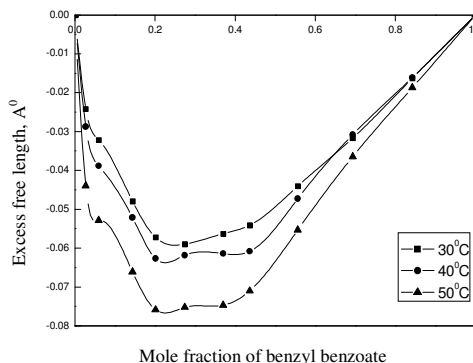 0.0 0.2 0.4 0.6 0.8 1.0
0.00
-0.01
-0.02
-0.03
-0.04
-0.05
-0.06
-0.07
-0.08
Excess free length, A⁰
30⁰C
40⁰C
50⁰C
Mole fraction of benzyl benzoate